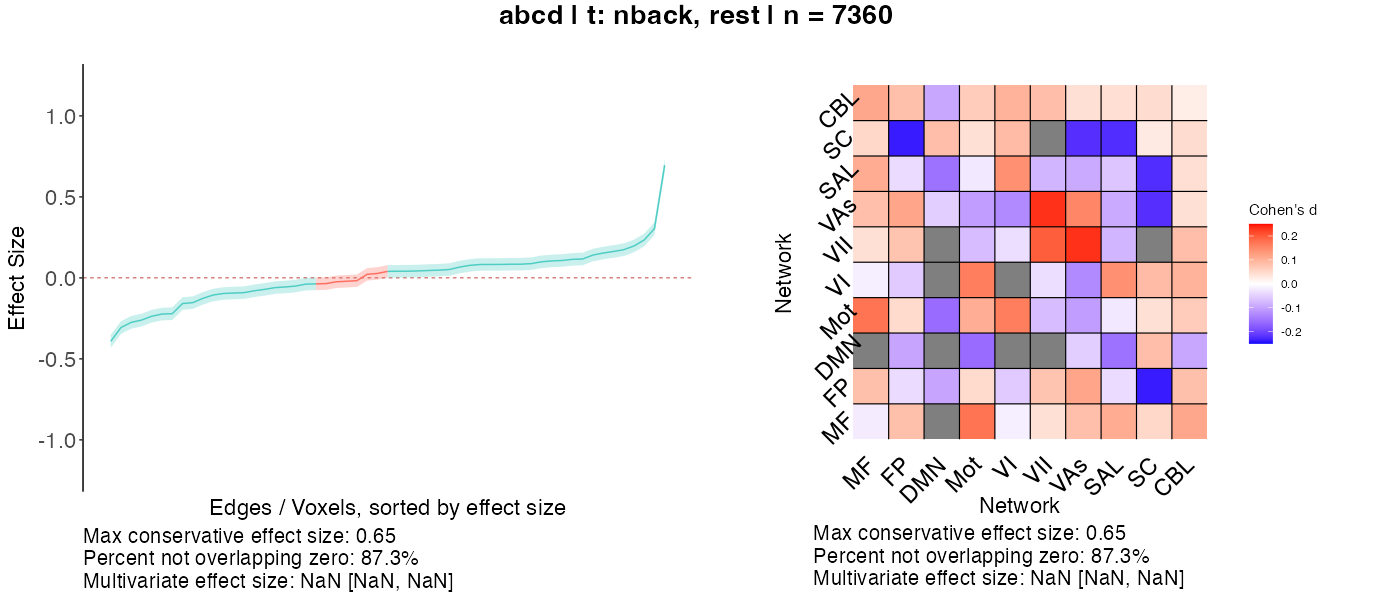 abcd | t: nback, rest | n = 7360
Effect Size
1.0
0.5
0.0
-0.5
-1.0
Edges / Voxels, sorted by effect size
Max conservative effect size: 0.65
Percent not overlapping zero: 87.3%
Multivariate effect size: NaN [NaN, NaN]
Network
CBL
SC
SAL
VAs
VII
VI
Mot
DMN
FP
MF
MF
FP
DMN
Mot
VI
VII
VAs
SAL
SC
CBL
Network
Max conservative effect size: 0.65
Percent not overlapping zero: 87.3%
Multivariate effect size: NaN [NaN, NaN]
Cohen's d
0.2
0.1
0.0
-0.1
-0.2